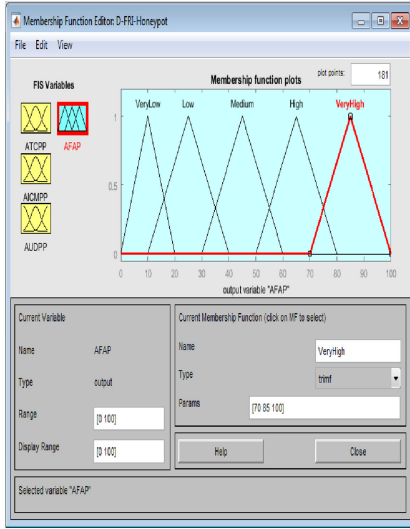 Membership Function Editor: D-FRI-Honeypot
File Edit View
FIS Variables
Membership function plots
plot points:
181
ATCPP
AFAP
AICMPP
AUDPP
VeryLow Low Medium High VeryHigh
1
0.5
0
0 10 20 30 40 50 60 70 80 90 100
output variable "AFAP"
Current Variable
Name AFAP
Type output
Range [0 100]
Display Range [0 100]
Current Membership Function (click on MF to select)
Name VeryHigh
Type trimf
Params [70 85 100]
Help Close
Selected variable "AFAP"